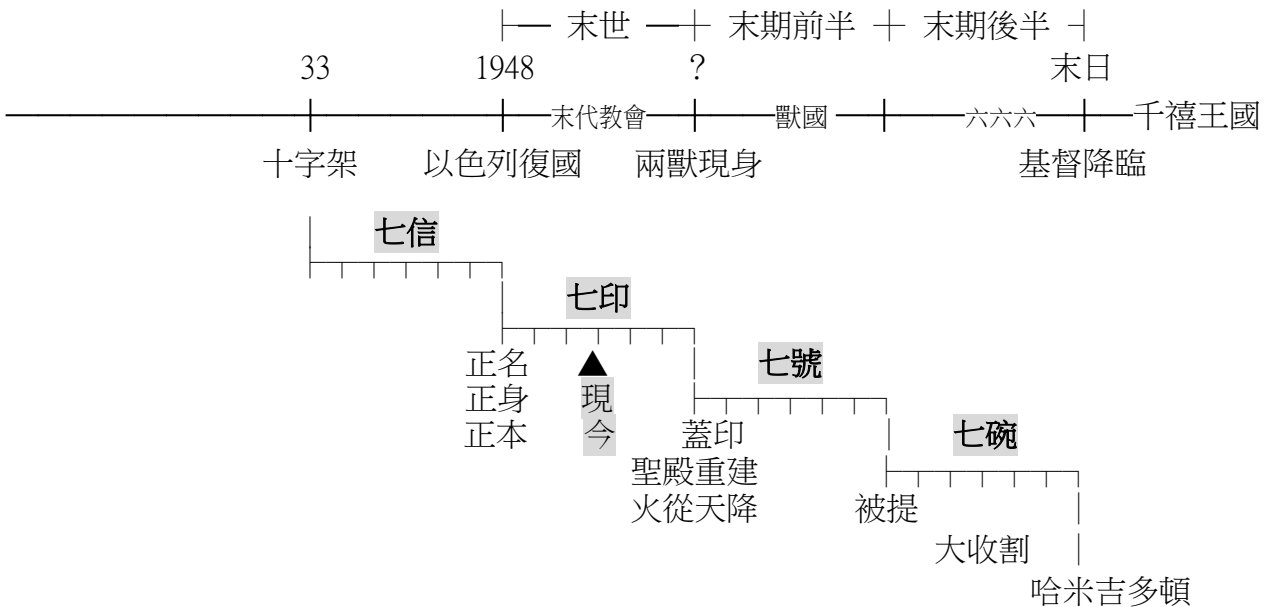 末世 末期前半 末期後半
33 1948 ? 末日
末代教會 獸國 六六六 千禧王國
十字架 以色列復國 兩獸現身 基督降臨
七信
七印
正名 ▲ 七號
正身 現
正本 今 蓋印 七碗
聖殿重建
火從天降 被提
大收割
哈米吉多頓